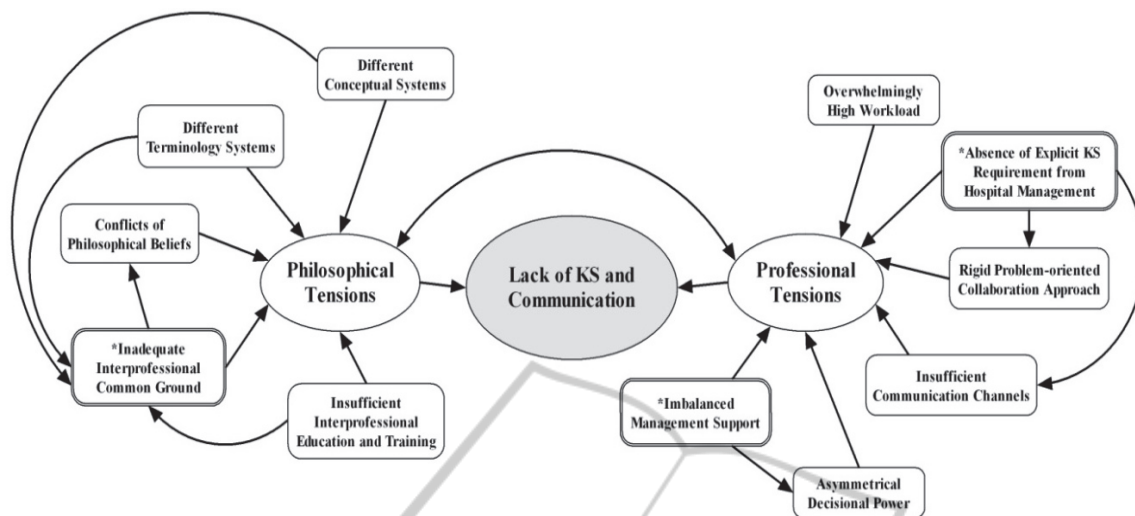 Different
Conceptual Systems
Overwhelmingly
High Workload
Different
Terminology Systems
*Absence of Explicit KS
Requirement from
Hospital Management
Conflicts of
Philosophical Beliefs
Philosophical
Tensions
Lack of KS and
Communication
Professional
Tensions
Rigid Problem-oriented
Collaboration Approach
*Inadequate
Interprofessional
Common Ground
Insufficient
Interprofessional
Education and Training
*Imbalanced
Management Support
Insufficient
Communication Channels
Asymmetrical
Decisional Power